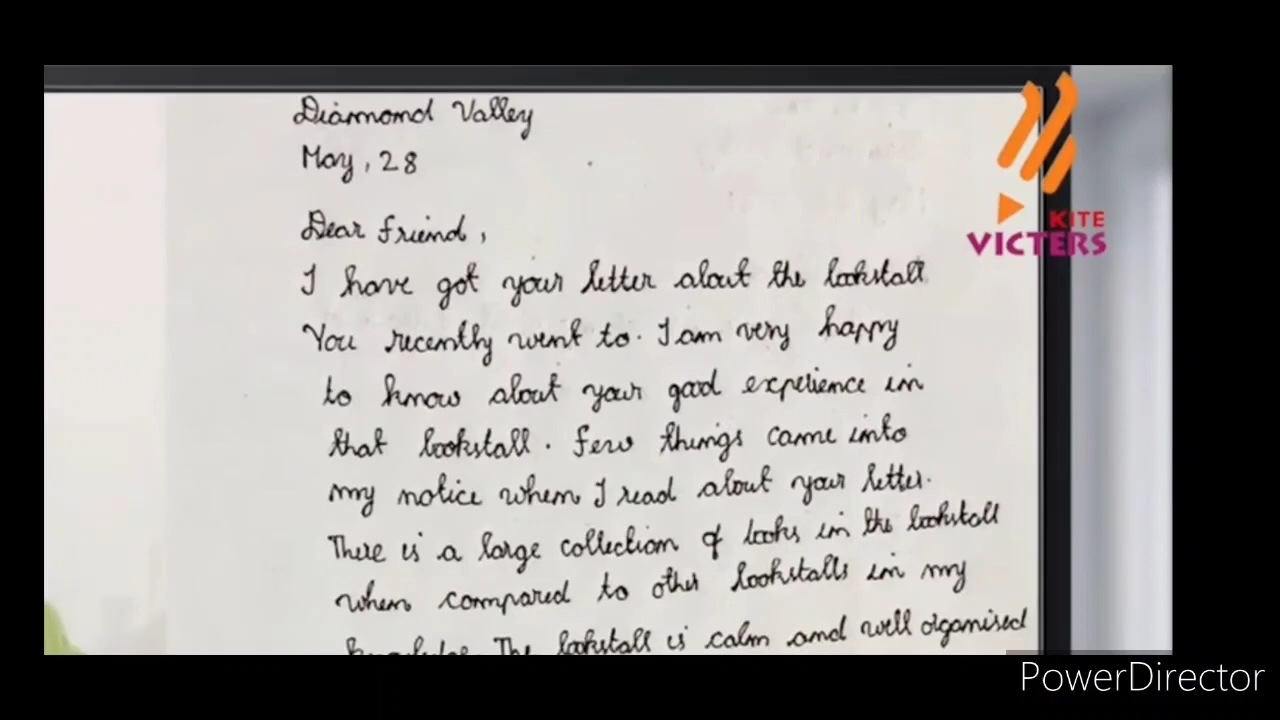 Diamond Valley
May, 28
Dear friend,
I have got your letter about the bookstall
You recently went to. I am very happy
to know about your good experience in
that bookstall. Few things came into
my notice when I read about your letter.
There is a large collection of books in the bookstall
when compared to other bookstalls in my
knowledge. The bookstall is calm and well organised
KITE
VICTERS
PowerDirector